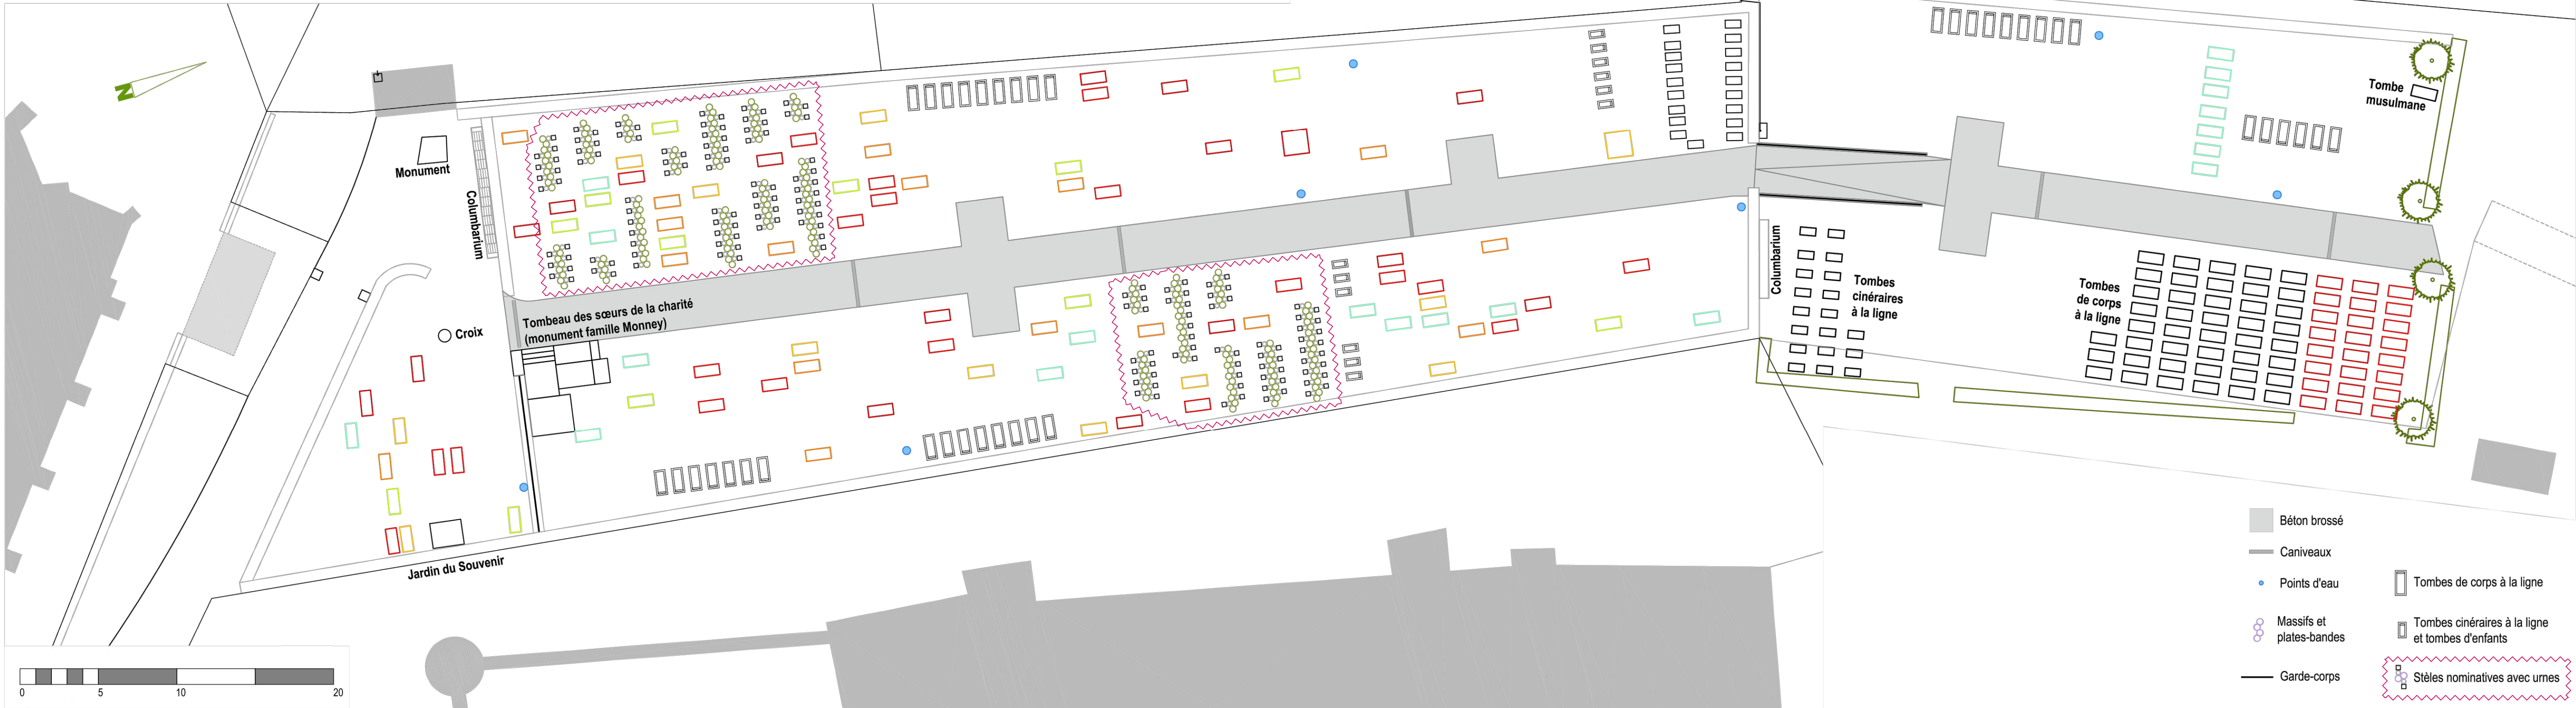 N
Monument
Columbarium
Croix
Tombeau des sœurs de la charité
(monument famille Monney)
Jardin du Souvenir
Columbarium
Tombes
cinéraires
à la ligne
Tombes
de corps
à la ligne
Tombe
musulmane
0 5 10 20
Béton brossé
Caniveaux
Points d'eau
Massifs et
plates-bandes
Garde-corps
Tombes de corps à la ligne
Tombes cinéraires à la ligne
et tombes d'enfants
Stèles nominatives avec urnes